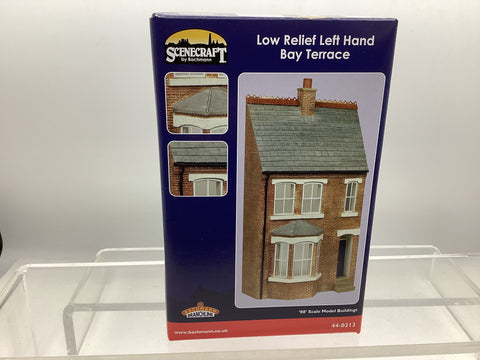 SCENECRAFT
by Bachmann
Low Relief Left Hand
Bay Terrace
'00' Scale Model Buildings
BACHMANN
www.bachmann.co.uk
44-0213